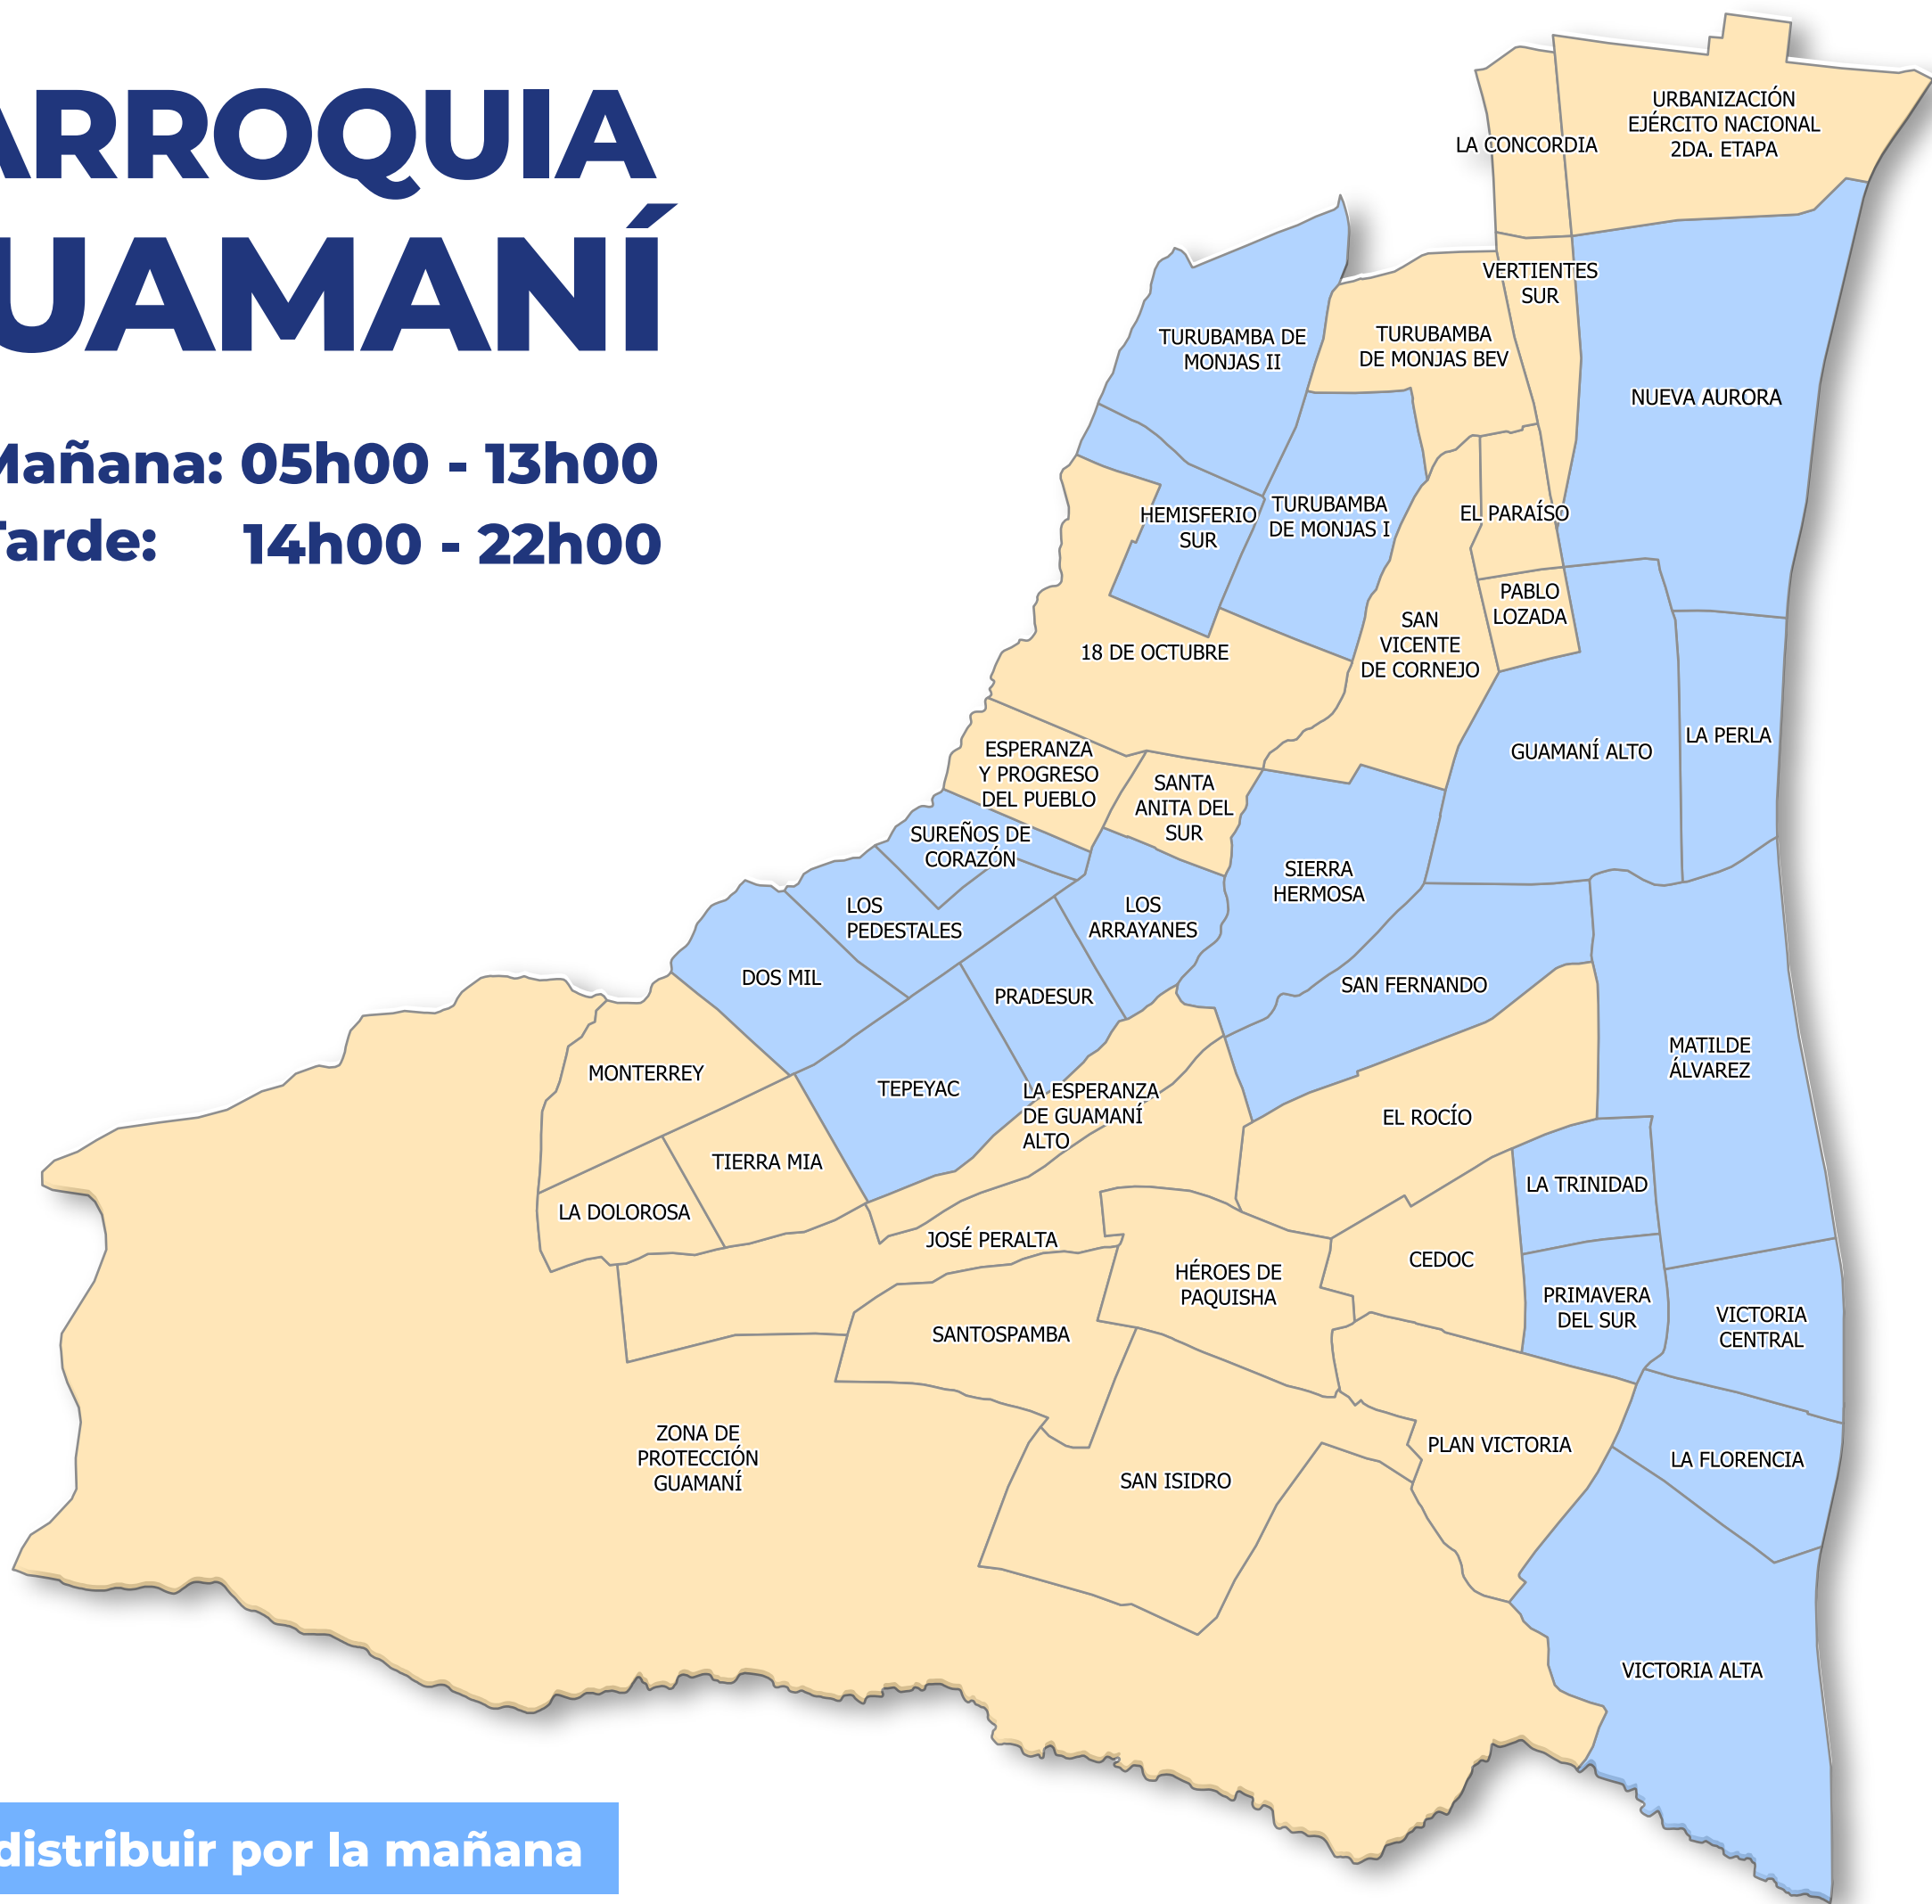 ARROQUIA
UAMANÍ
Mañana: 05h00 - 13h00
Tarde: 14h00 - 22h00
URBANIZACIÓN
EJÉRCITO NACIONAL
2DA. ETAPA
LA CONCORDIA
VERTIENTES
SUR
TURUBAMBA DE
MONJAS II
TURUBAMBA
DE MONJAS BEV
NUEVA AURORA
HEMISFERIO
SUR
TURUBAMBA
DE MONJAS I
EL PARAÍSO
PABLO
LOZADA
SAN
VICENTE
DE CORNEJO
18 DE OCTUBRE
GUAMANÍ ALTO
LA PERLA
ESPERANZA
Y PROGRESO
DEL PUEBLO
SANTA
ANITA DEL
SUR
SUREÑOS DE
CORAZÓN
SIERRA
HERMOSA
LOS
PEDESTALES
LOS
ARRAYANES
DOS MIL
PRADESUR
SAN FERNANDO
MATILDE
ÁLVAREZ
MONTERREY
TEPEYAC
LA ESPERANZA
DE GUAMANÍ
ALTO
EL ROCÍO
TIERRA MIA
LA TRINIDAD
LA DOLOROSA
JOSÉ PERALTA
CEDOC
HÉROES DE
PAQUISHA
PRIMAVERA
DEL SUR
VICTORIA
CENTRAL
SANTOSPAMBA
ZONA DE
PROTECCIÓN
GUAMANÍ
PLAN VICTORIA
LA FLORENCIA
SAN ISIDRO
VICTORIA ALTA
distribuir por la mañana